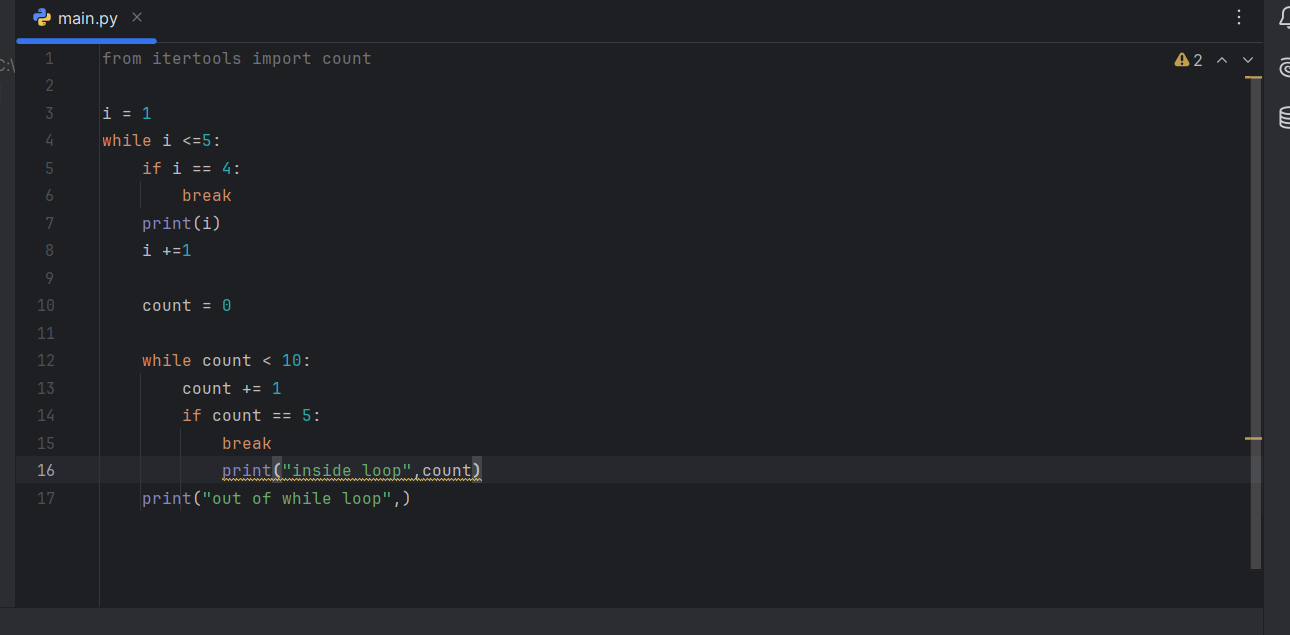 main.py
C:\
2
1 from itertools import count
2
3 i = 1
4 while i <=5:
5     if i == 4:
6         break
7     print(i)
8     i +=1
9
10     count = 0
11
12     while count < 10:
13         count += 1
14         if count == 5:
15             break
16             print("inside loop",count)
17     print("out of while loop",)